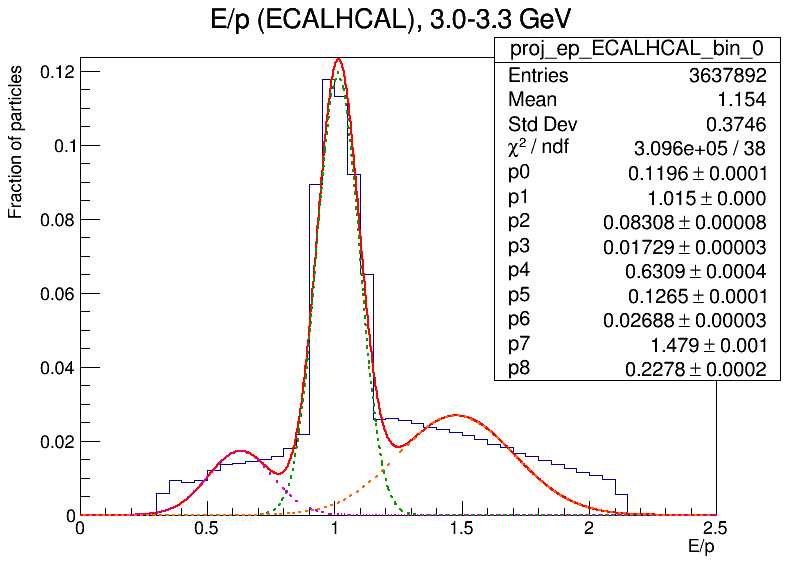 E/p (ECALHCAL), 3.0-3.3 GeV
proj_ep_ECALHCAL_bin_0
Entries 3637892
Mean 1.154
Std Dev 0.3746
χ² / ndf 3.096e+05 / 38
p0 0.1196 ± 0.0001
p1 1.015 ± 0.000
p2 0.08308 ± 0.00008
p3 0.01729 ± 0.00003
p4 0.6309 ± 0.0004
p5 0.1265 ± 0.0001
p6 0.02688 ± 0.00003
p7 1.479 ± 0.001
p8 0.2278 ± 0.0002
Fraction of particles
0.12
0.1
0.08
0.06
0.04
0.02
0
0 0.5 1 1.5 2 2.5
E/p